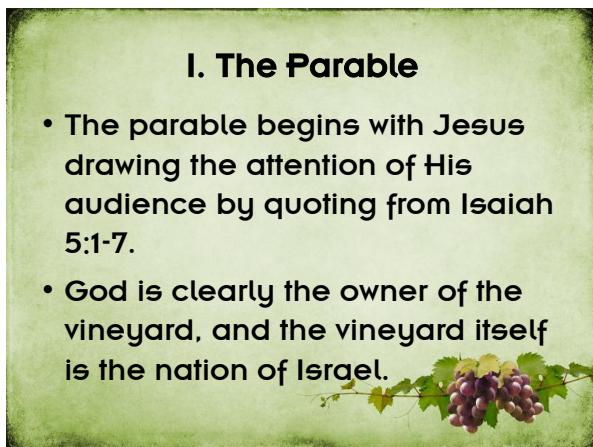 I. The Parable
• The parable begins with Jesus
drawing the attention of His
audience by quoting from Isaiah
5:1-7.
• God is clearly the owner of the
vineyard, and the vineyard itself
is the nation of Israel.